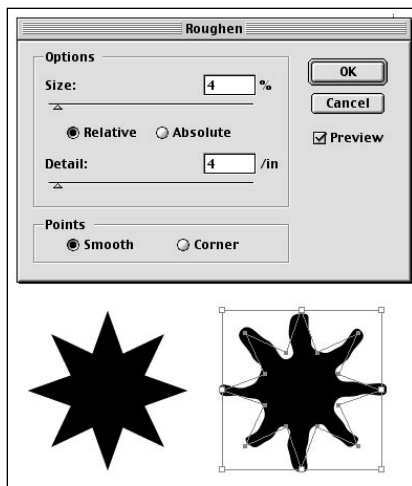 Roughen
Options
Size: 4 %
Relative Absolute
Detail: 4 /in
Points
Smooth Corner
OK
Cancel
Preview